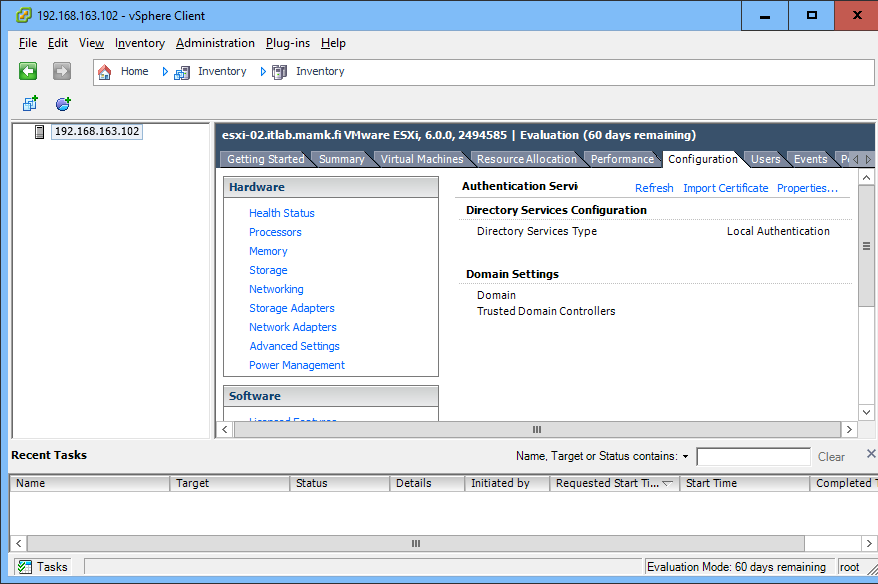 192.168.163.102 - vSphere Client
File Edit View Inventory Administration Plug-ins Help
Home Inventory Inventory
192.168.163.102
esxi-02.itlab.mamk.fi VMware ESXi, 6.0.0, 2494585 | Evaluation (60 days remaining)
Getting Started Summary Virtual Machines Resource Allocation Performance Configuration Users Events
Hardware
Health Status
Processors
Memory
Storage
Networking
Storage Adapters
Network Adapters
Advanced Settings
Power Management
Software
Licensed Features
Authentication Servi
Refresh Import Certificate Properties...
Directory Services Configuration
Directory Services Type Local Authentication
Domain Settings
Domain
Trusted Domain Controllers
Recent Tasks
Name, Target or Status contains: Clear
Name Target Status Details Initiated by Requested Start Ti... Start Time Completed T
Tasks
Evaluation Mode: 60 days remaining root